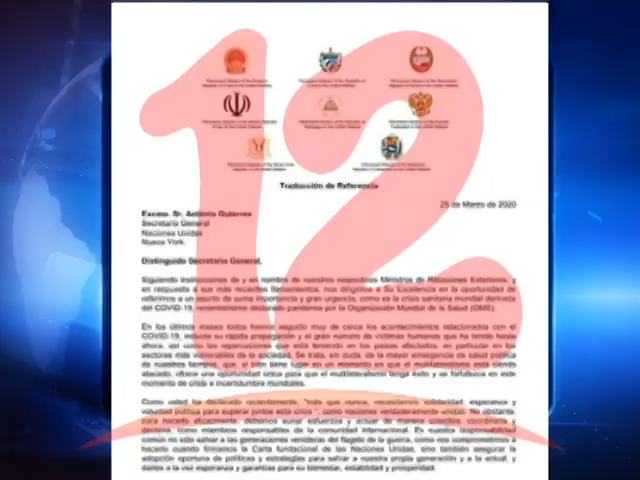 12
Traducción de Referencia
25 de Marzo de 2020
Excmo. Sr. António Guterres
Secretario General
Naciones Unidas
Nueva York
Distinguido Secretario General,
Siguiendo instrucciones de y en nombre de nuestros respectivos Ministros de Relaciones Exteriores, y
en respuesta a sus más recientes llamamientos, nos dirigimos a Su Excelencia en la oportunidad de
referirnos a un asunto de suma importancia y gran urgencia, como es la crisis sanitaria mundial derivada
del COVID-19, recientemente declarado pandemia por la Organización Mundial de la Salud (OMS).
En los últimos meses todos hemos seguido muy de cerca los acontecimientos relacionados con el
COVID-19, incluida su rápida propagación y el gran número de víctimas humanas que ha tenido hasta
ahora, así como las repercusiones que está teniendo en los países afectados, en particular en los
sectores más vulnerables de la sociedad. Se trata, sin duda, de la mayor emergencia de salud pública
de nuestros tiempos, que, si bien tiene lugar en un momento en que el multilateralismo está siendo
atacado, ofrece una oportunidad única para que el multilateralismo tenga éxito y se fortalezca en este
momento de crisis e incertidumbre mundiales.
Como usted ha declarado recientemente, "más que nunca, necesitamos solidaridad, esperanza y
voluntad política para superar juntos esta crisis", como naciones verdaderamente unidas. No obstante,
para hacerlo eficazmente, debemos aunar esfuerzos y actuar de manera colectiva, coordinada y
decisiva, como miembros responsables de la comunidad internacional. Es nuestra responsabilidad
común no sólo salvar a las generaciones venideras del flagelo de la guerra, como nos comprometimos a
hacerlo cuando firmamos la Carta fundacional de las Naciones Unidas, sino también asegurar la
adopción oportuna de políticas y estrategias para salvar a nuestra propia generación y a la actual, y
darles a la vez esperanza y garantías para su bienestar, estabilidad y prosperidad.